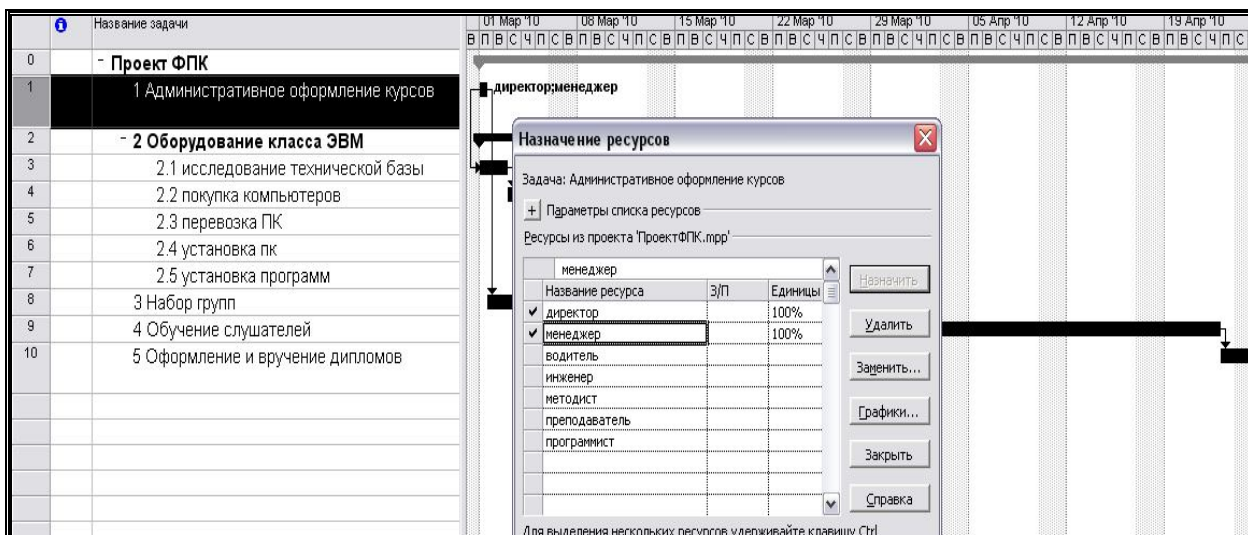 Название задачи
01 Мар '10 08 Мар '10 15 Мар '10 22 Мар '10 29 Мар '10 05 Апр '10 12 Апр '10 19 Апр '10
В П В С Ч П С В П В С Ч П С В П В С Ч П С В П В С Ч П С В П В С Ч П С В П В С Ч П С В П В С Ч П С В П В С Ч П С
0 - Проект ФПК
1 1 Административное оформление курсов
директор;менеджер
2 - 2 Оборудование класса ЭВМ
3 2.1 исследование технической базы
4 2.2 покупка компьютеров
5 2.3 перевозка ПК
6 2.4 установка пк
7 2.5 установка программ
8 3 Набор групп
9 4 Обучение слушателей
10 5 Оформление и вручение дипломов
Назначение ресурсов
Задача: Административное оформление курсов
+ Параметры списка ресурсов
Ресурсы из проекта 'ПроектФПК.mpp'
менеджер
Название ресурса З/П Единицы
директор 100%
менеджер 100%
водитель
инженер
методист
преподаватель
программист
Назначить
Удалить
Заменить...
Графики...
Закрыть
Справка
Для выделения нескольких ресурсов удерживайте клавишу Ctrl